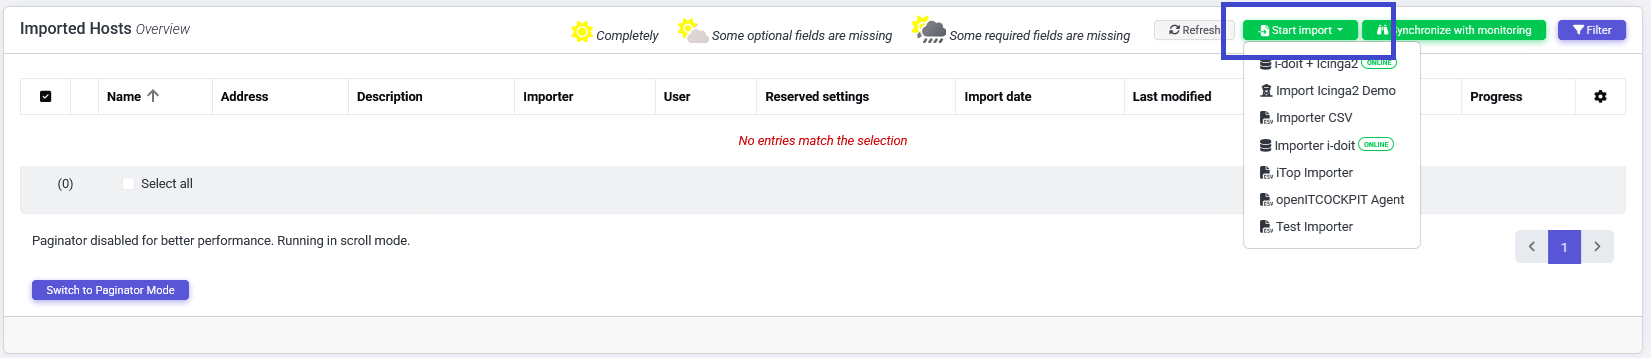 Imported Hosts Overview
Completely
Some optional fields are missing
Some required fields are missing
Refresh
Start import
Synchronize with monitoring
Filter
i-doit + Icinga2 ONLINE
Import Icinga2 Demo
Importer CSV
Importer i-doit ONLINE
iTop Importer
openITCOCKPIT Agent
Test Importer
Name
Address
Description
Importer
User
Reserved settings
Import date
Last modified
Progress
No entries match the selection
(0)
Select all
Paginator disabled for better performance. Running in scroll mode.
1
Switch to Paginator Mode